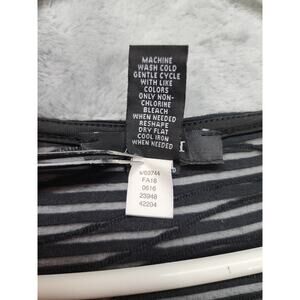 MACHINE
WASH COLD
GENTLE CYCLE
WITH LIKE
COLORS
ONLY NON-
CHLORINE
BLEACH
WHEN NEEDED
RESHAPE
DRY FLAT
COOL IRON
WHEN NEEDED
FA18
0616
23948
42204